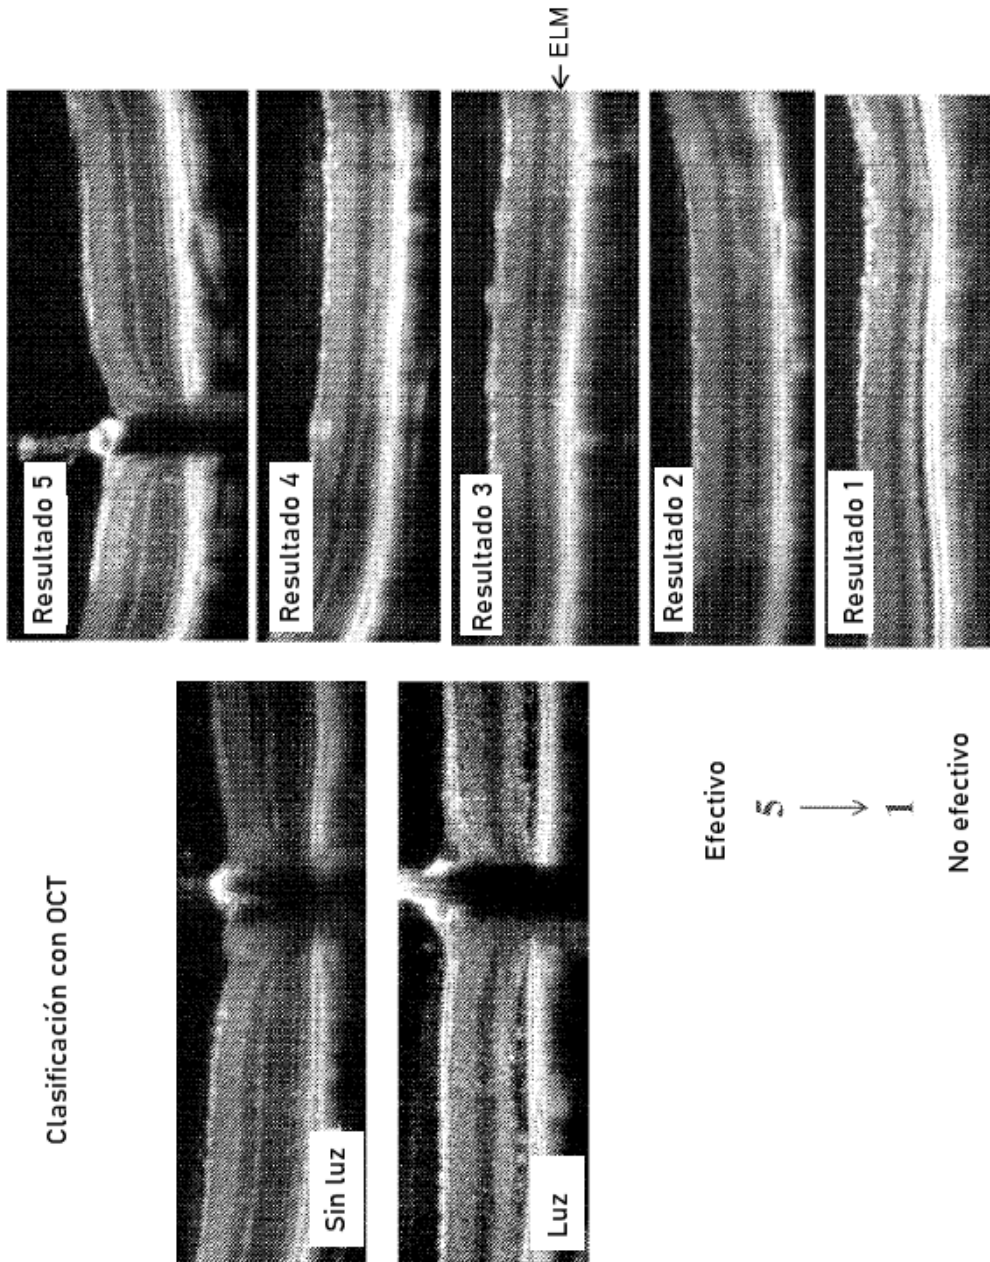 Clasificación con OCT
Sin luz
Luz
Efectivo
5
1
No efectivo
Resultado 5
Resultado 4
Resultado 3
ELM
Resultado 2
Resultado 1